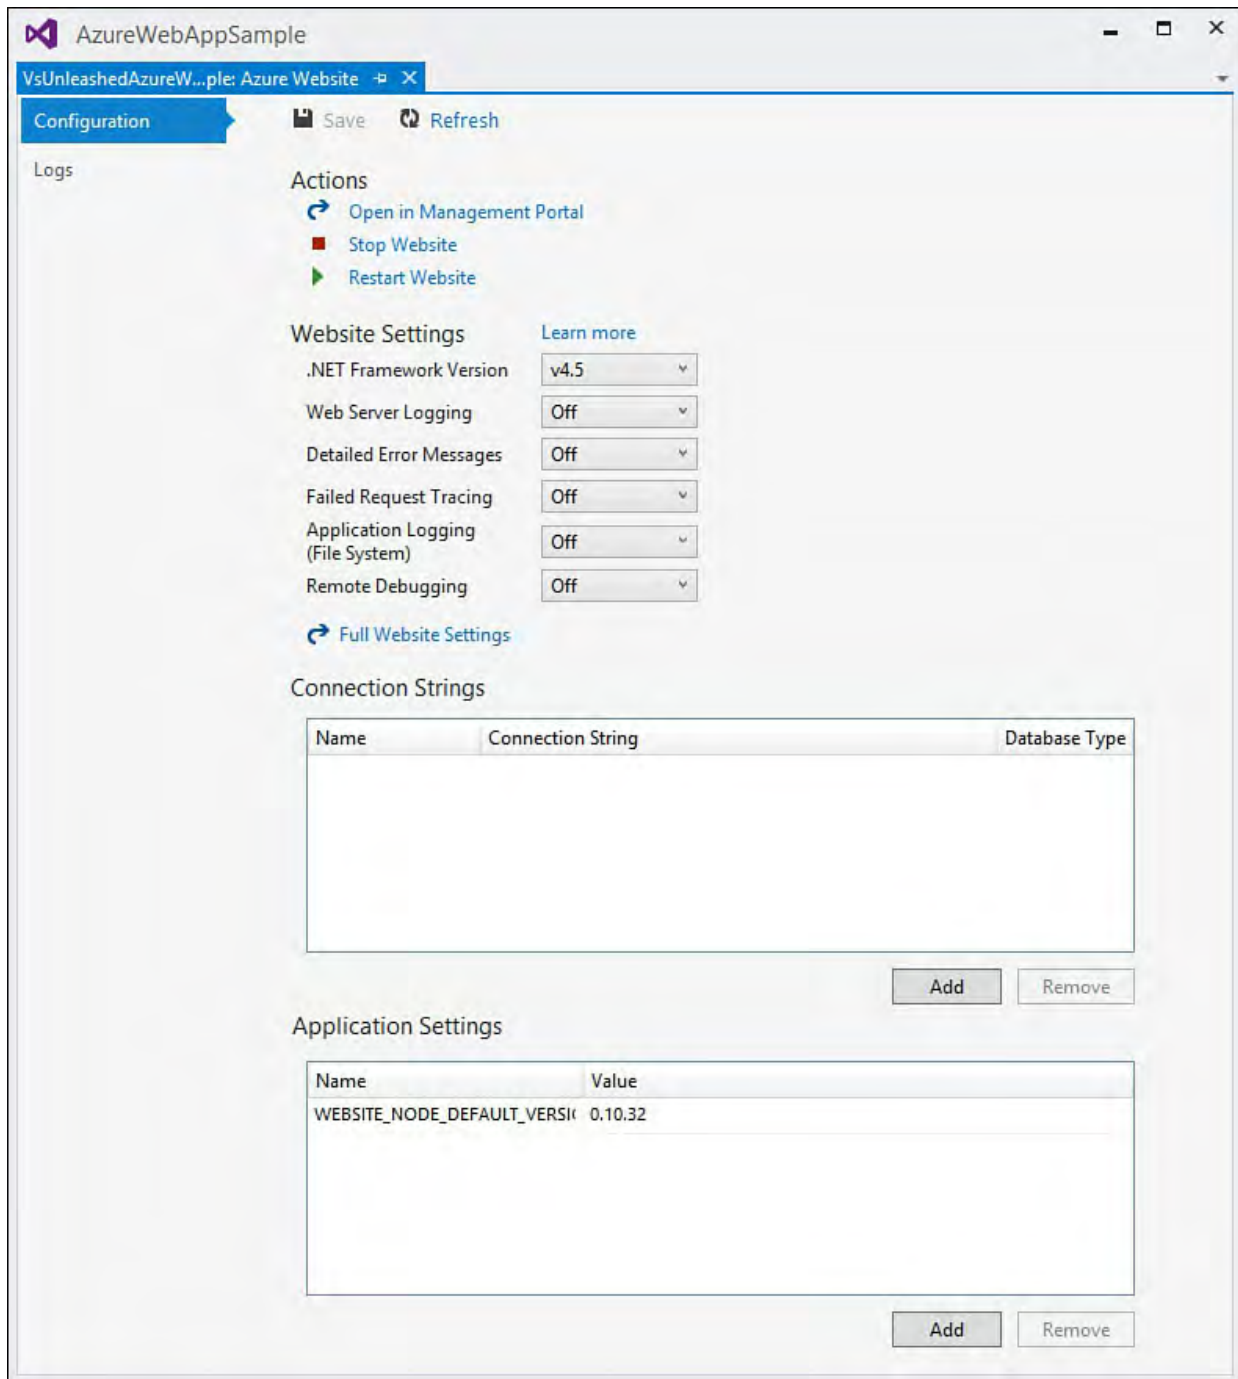 AzureWebAppSample
VsUnleashedAzureW...ple: Azure Website
Configuration
Save Refresh
Logs
Actions
Open in Management Portal
Stop Website
Restart Website
Website Settings Learn more
.NET Framework Version v4.5
Web Server Logging Off
Detailed Error Messages Off
Failed Request Tracing Off
Application Logging
(File System) Off
Remote Debugging Off
Full Website Settings
Connection Strings
Name Connection String Database Type
Add Remove
Application Settings
Name Value
WEBSITE_NODE_DEFAULT_VERSI 0.10.32
Add Remove